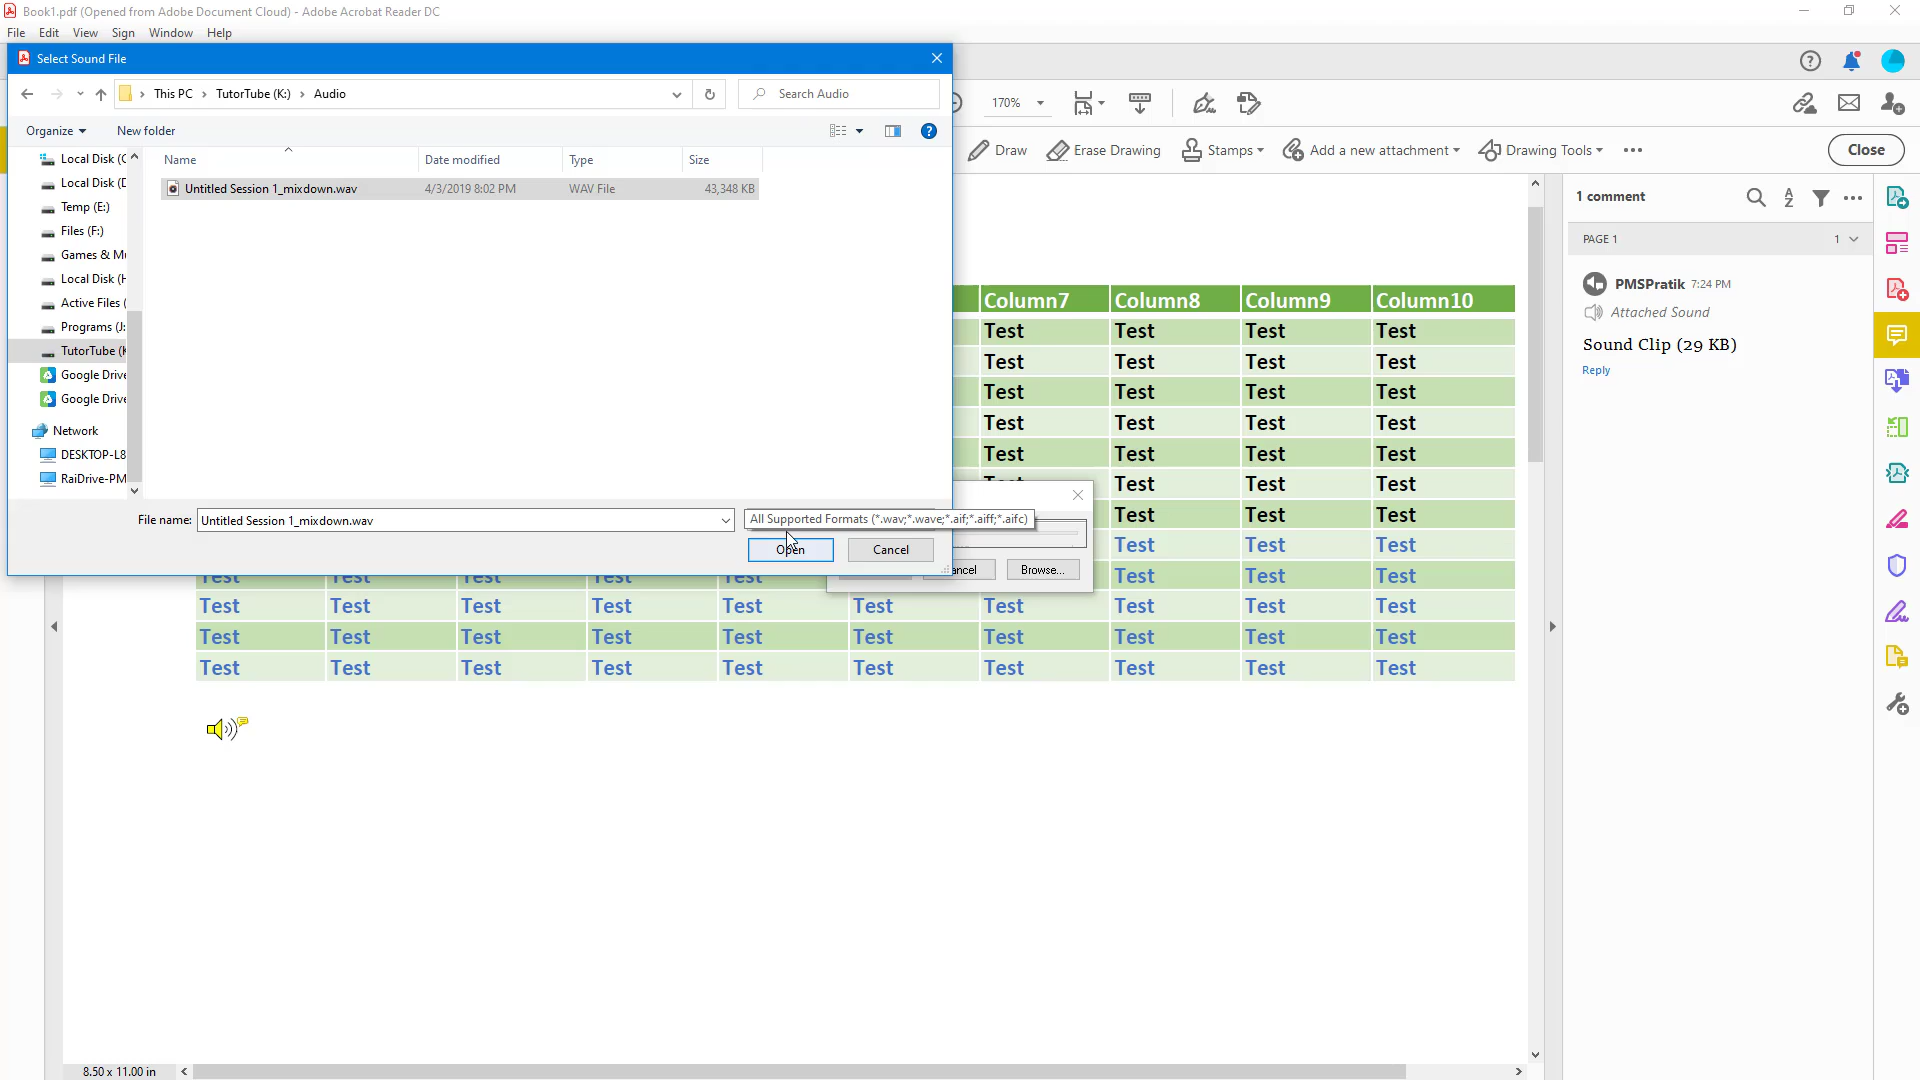 Book1.pdf (Opened from Adobe Document Cloud) - Adobe Acrobat Reader DC
File Edit View Sign Window Help
Select Sound File
This PC > TutorTube (K:) > Audio
Search Audio
170%
Organize New folder
Draw Erase Drawing Stamps Add a new attachment Drawing Tools Close
Name Date modified Type Size
Untitled Session 1_mixdown.wav 4/3/2019 8:02 PM WAV File 43,348 KB
Local Disk (
Local Disk (
Temp (E:)
Files (F:)
Games &
Local Disk (
Active Files (
Programs (J:
TutorTube (
Google Drive
Google Drive
Network
DESKTOP-L8
RaiDrive-PM
File name: Untitled Session 1_mixdown.wav
All Supported Formats (*.wav;*.wave;*.aif;*.aiff;*.aifc)
Open Cancel
ancel Browse...
Column7 Column8 Column9 Column10
Test Test Test Test
Test Test Test Test
Test Test Test Test
Test Test Test Test
Test Test Test Test
Test Test Test
Test Test Test
Test Test Test
Test Test Test Test Test Test Test Test
Test Test Test Test Test Test Test Test Test Test
Test Test Test Test Test Test Test Test Test Test
Test Test Test Test Test Test Test Test Test Test
1 comment
PAGE 1 1
PMSPratik 7:24 PM
Attached Sound
Sound Clip (29 KB)
Reply
8.50 x 11.00 in